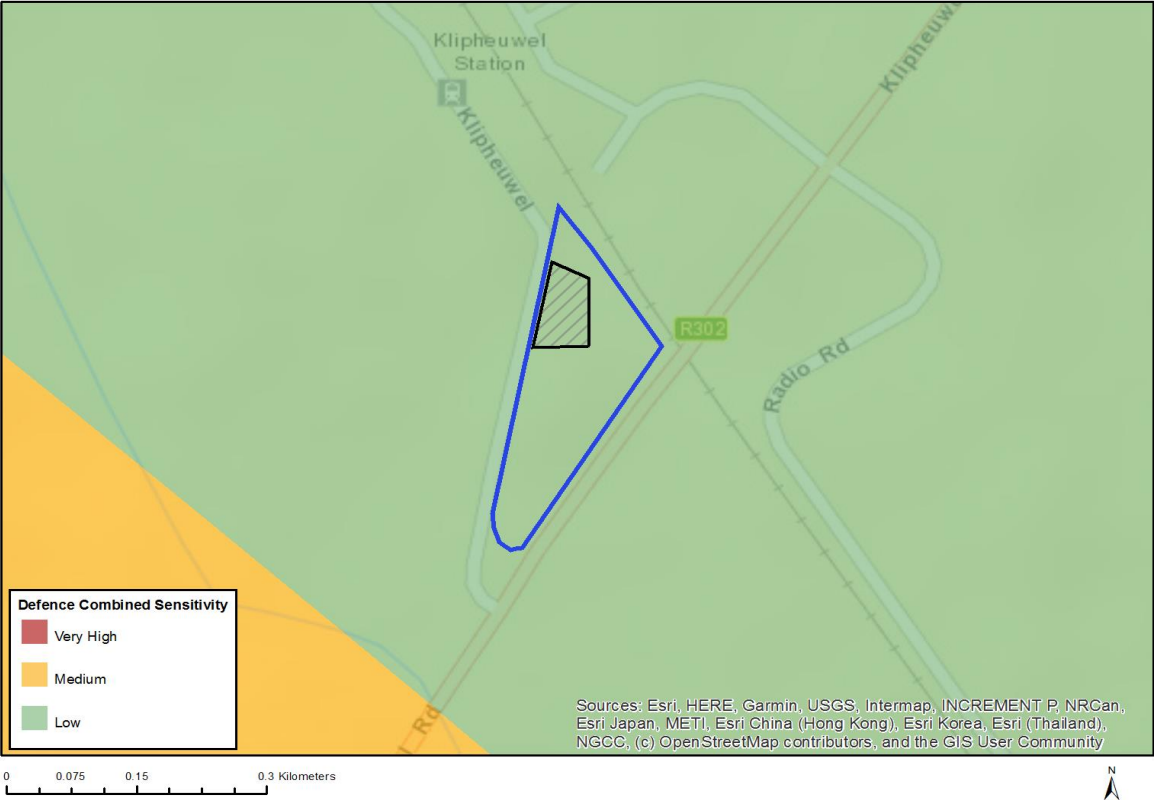 Klipheuwel
Station
Klipheuwel
Klipheuw
R302
Radio Rd
l Rd
Defence Combined Sensitivity
Very High
Medium
Low
Sources: Esri, HERE, Garmin, USGS, Intermap, INCREMENT P, NRCan,
Esri Japan, METI, Esri China (Hong Kong), Esri Korea, Esri (Thailand),
NGCC, (c) OpenStreetMap contributors, and the GIS User Community
0 0.075 0.15 0.3 Kilometers
N